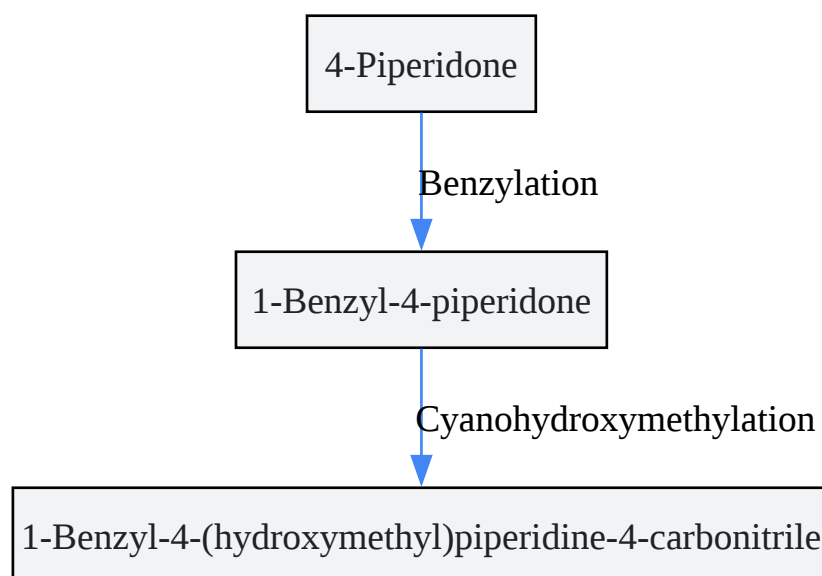 4-Piperidone
Benzylation
1-Benzyl-4-piperidone
Cyanohydroxymethylation
1-Benzyl-4-(hydroxymethyl)piperidine-4-carbonitrile